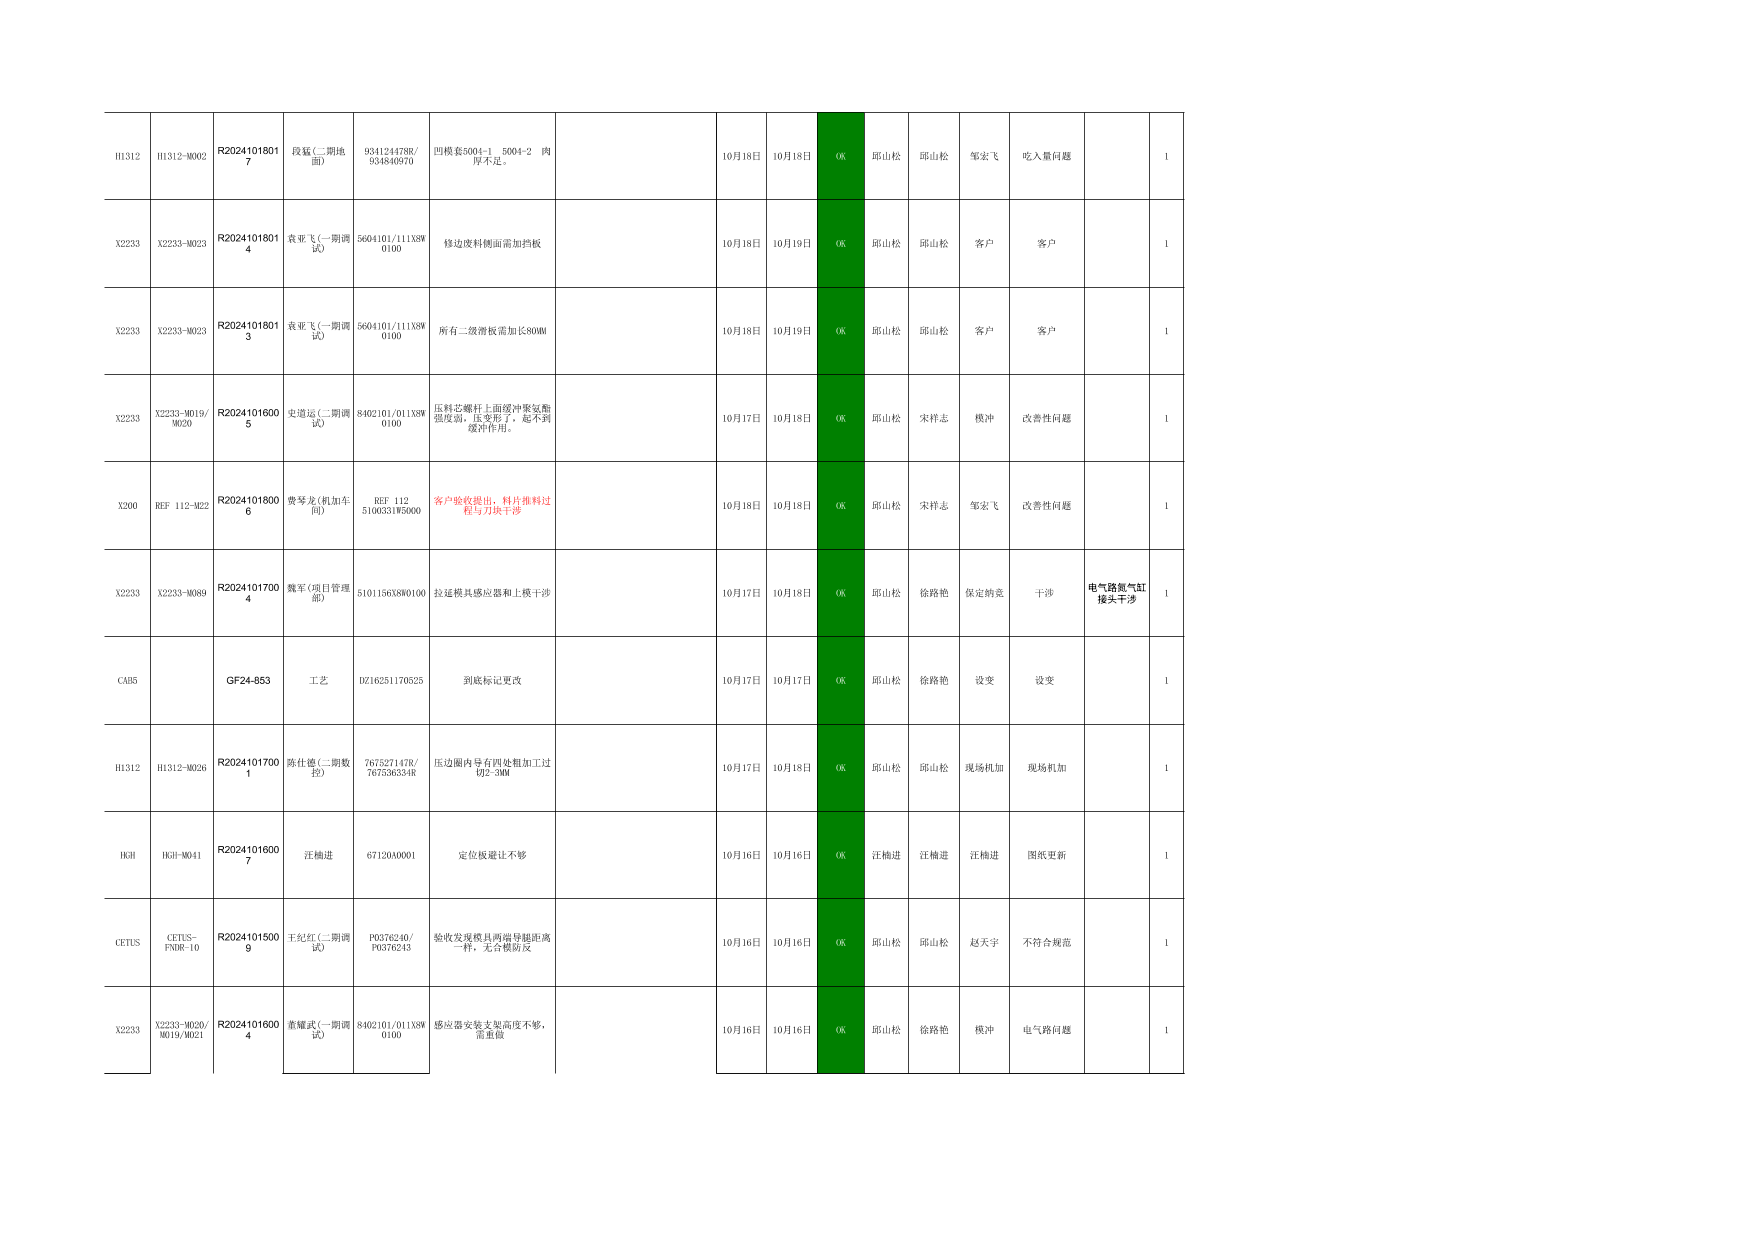 H1312 H1312-M002 R20241018017 段猛(二期地面) 934124478R/934840970 凹模套5004-1 5004-2 肉厚不足。 10月18日 10月18日 OK 邱山松 邱山松 邹宏飞 吃入量问题 1
X2233 X2233-M023 R20241018014 袁亚飞(一期调试) 5604101/111X8W0100 修边废料侧面需加挡板 10月18日 10月19日 OK 邱山松 邱山松 客户 客户 1
X2233 X2233-M023 R20241018013 袁亚飞(一期调试) 5604101/111X8W0100 所有二级滑板需加长80MM 10月18日 10月19日 OK 邱山松 邱山松 客户 客户 1
X2233 X2233-M019/M020 R20241016005 史道运(二期调试) 8402101/011X8W0100 压料芯螺杆上面缓冲聚氨酯强度弱，压变形了，起不到缓冲作用。 10月17日 10月18日 OK 邱山松 宋祥志 模冲 改善性问题 1
X200 REF 112-M22 R20241018006 费琴龙(机加车间) REF 112 5100331W5000 客户验收提出，料片推料过程与刀块干涉 10月18日 10月18日 OK 邱山松 宋祥志 邹宏飞 改善性问题 1
X2233 X2233-M089 R20241017004 魏军(项目管理部) 5101156X8W0100 拉延模具感应器和上模干涉 10月17日 10月18日 OK 邱山松 徐路艳 保定纳竞 干涉 电气路氮气缸接头干涉 1
CAB5 GF24-853 工艺 DZ16251170525 到底标记更改 10月17日 10月17日 OK 邱山松 徐路艳 设变 设变 1
H1312 H1312-M026 R20241017001 陈仕德(二期数控) 767527147R/767536334R 压边圈内导有四处粗加工过切2-3MM 10月17日 10月18日 OK 邱山松 邱山松 现场机加 现场机加 1
HGH HGH-M041 R20241016007 汪楠进 67120A0001 定位板避让不够 10月16日 10月16日 OK 汪楠进 汪楠进 汪楠进 图纸更新 1
CETUS CETUS-FNDR-10 R20241015009 王纪红(二期调试) P0376240/P0376243 验收发现模具两端导腿距离一样，无合模防反 10月16日 10月16日 OK 邱山松 邱山松 赵天宇 不符合规范 1
X2233 X2233-M020/M019/M021 R20241016004 董耀武(一期调试) 8402101/011X8W0100 感应器安装支架高度不够，需重做 10月16日 10月16日 OK 邱山松 徐路艳 模冲 电气路问题 1